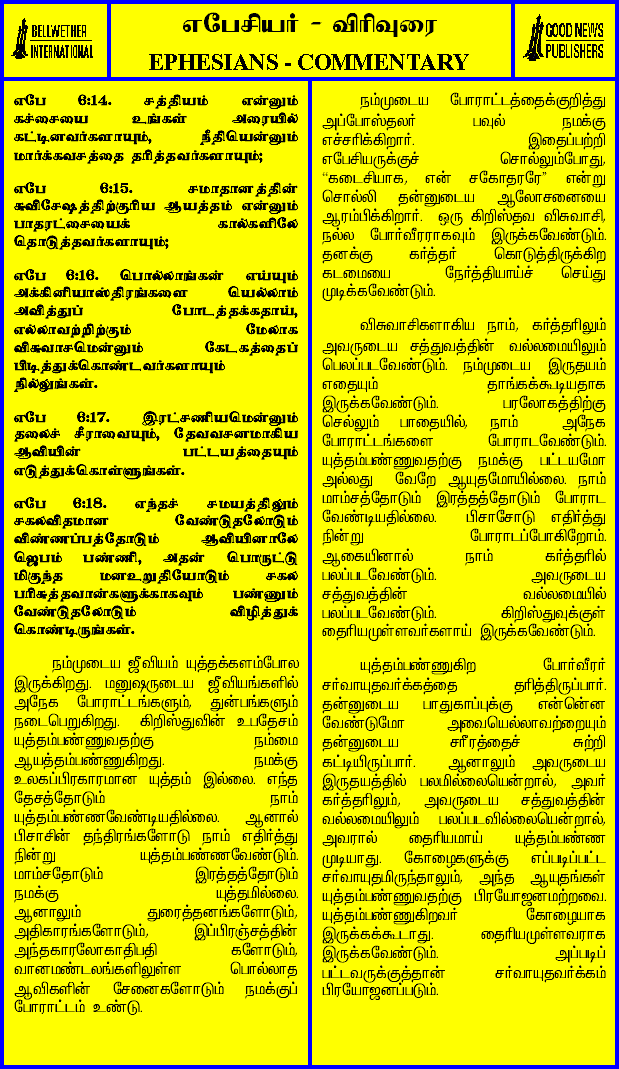 BELLWETHER
INTERNATIONAL
எபேசியர் - விரிவுரை
EPHESIANS - COMMENTARY
GOOD NEWS
PUBLISHERS
எபே 6:14. சத்தியம் என்னும்
கச்சையை உங்கள் அரையில்
கட்டினவர்களாயும், நீதியென்னும்
மார்க்கவசத்தை தரித்தவர்களாயும்;
எபே 6:15. சமாதானத்தின்
சுவிசேஷத்திற்குரிய ஆயத்தம் என்னும்
பாதரட்சையைக் கால்களிலே
தொடுத்தவர்களாயும்;
எபே 6:16. பொல்லாங்கன் எய்யும்
அக்கினியாஸ்திரங்களை யெல்லாம்
அவித்துப் போடத்தக்கதாய்,
எல்லாவற்றிற்கும் மேலாக
விசுவாசமென்னும் கேடகத்தைப்
பிடித்துக்கொண்டவர்களாயும்
நில்லுங்கள்.
எபே 6:17. இரட்சணியமென்னும்
தலைச் சீராவையும், தேவவசனமாகிய
ஆவியின் பட்டயத்தையும்
எடுத்துக்கொள்ளுங்கள்.
எபே 6:18. எந்தச் சமயத்திலும்
சகலவிதமான வேண்டுதலோடும்
விண்ணப்பத்தோடும் ஆவியினாலே
ஜெபம் பண்ணி, அதன் பொருட்டு
மிகுந்த மனஉறுதியோடும் சகல
பரிசுத்தவான்களுக்காகவும் பண்ணும்
வேண்டுதலோடும் விழித்துக்
கொண்டிருங்கள்.
நம்முடைய ஜீவியம் யுத்தக்களம்போல
இருக்கிறது. மனுஷருடைய ஜீவியங்களில்
அநேக போராட்டங்களும், துன்பங்களும்
நடைபெறுகிறது. கிறிஸ்துவின் உபதேசம்
யுத்தம்பண்ணுவதற்கு நம்மை
ஆயத்தம்பண்ணுகிறது. நமக்கு
உலகப்பிரகாரமான யுத்தம் இல்லை. எந்த
தேசத்தோடும் நாம்
யுத்தம்பண்ணவேண்டியதில்லை. ஆனால்
பிசாசின் தந்திரங்களோடு நாம் எதிர்த்து
நின்று யுத்தம்பண்ணவேண்டும்.
மாம்சதோடும் இரத்தத்தோடும்
நமக்கு யுத்தமில்லை.
ஆனாலும் துரைத்தனங்களோடும்,
அதிகாரங்களோடும், இப்பிரஞ்சத்தின்
அந்தகாரலோகாதிபதி களோடும்,
வானமண்டலங்களிலுள்ள பொல்லாத
ஆவிகளின் சேனைகளோடும் நமக்குப்
போராட்டம் உண்டு.
நம்முடைய போராட்டத்தைக்குறித்து
அப்போஸ்தலர் பவுல் நமக்கு
எச்சரிக்கிறார். இதைப்பற்றி
எபேசியருக்குச் சொல்லும்போது,
“கடைசியாக, என் சகோதரரே” என்று
சொல்லி தன்னுடைய ஆலோசனையை
ஆரம்பிக்கிறார். ஒரு கிறிஸ்தவ விசுவாசி,
நல்ல போர்வீரராகவும் இருக்கவேண்டும்.
தனக்கு கர்த்தர் கொடுத்திருக்கிற
கடமையை நேர்த்தியாய்ச் செய்து
முடிக்கவேண்டும்.
விசுவாசிகளாகிய நாம், கர்த்தரிலும்
அவருடைய சத்துவத்தின் வல்லமையிலும்
பெலப்படவேண்டும். நம்முடைய இருதயம்
எதையும் தாங்கக்கூடியதாக
இருக்கவேண்டும். பரலோகத்திற்கு
செல்லும் பாதையில், நாம் அநேக
போராட்டங்களை போராடவேண்டும்.
யுத்தம்பண்ணுவதற்கு நமக்கு பட்டயமோ
அல்லது வேறே ஆயுதமோயில்லை. நாம்
மாம்சத்தோடும் இரத்தத்தோடும் போராட
வேண்டியதில்லை. பிசாசோடு எதிர்த்து
நின்று போராடப்போகிறோம்.
ஆகையினால் நாம் கர்த்தரில்
பலப்படவேண்டும். அவருடைய
சத்துவத்தின் வல்லமையில்
பலப்படவேண்டும். கிறிஸ்துவுக்குள்
தைரியமுள்ளவர்களாய் இருக்கவேண்டும்.
யுத்தம்பண்ணுகிற போர்வீரர்
சர்வாயுதவர்க்கத்தை தரித்திருப்பார்.
தன்னுடைய பாதுகாப்புக்கு என்னென்ன
வேண்டுமோ அவையெல்லாவற்றையும்
தன்னுடைய சரீரத்தைச் சுற்றி
கட்டியிருப்பார். ஆனாலும் அவருடைய
இருதயத்தில் பலமில்லையென்றால், அவர்
கர்த்தரிலும், அவருடைய சத்துவத்தின்
வல்லமையிலும் பலப்படவில்லையென்றால்,
அவரால் தைரியமாய் யுத்தம்பண்ண
முடியாது. கோழைகளுக்கு எப்படிப்பட்ட
சர்வாயுதமிருந்தாலும், அந்த ஆயுதங்கள்
யுத்தம்பண்ணுவதற்கு பிரயோஜனமற்றவை.
யுத்தம்பண்ணுகிறவர் கோழையாக
இருக்கக்கூடாது. தைரியமுள்ளவராக
இருக்கவேண்டும். அப்படிப்
பட்டவருக்குத்தான் சர்வாயுதவர்க்கம்
பிரயோஜனப்படும்.